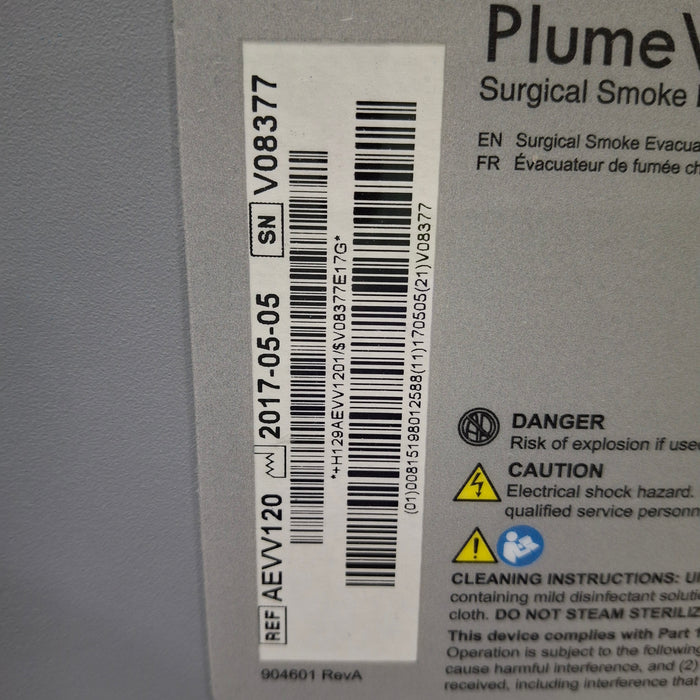 Plume
Surgical Smoke
EN Surgical Smoke Evacua
FR Évacuateur de fumée ch
REF AEVV120 2017-05-05 SN V08377
*+H129AEVV1201/$V08377E17G*
(01)00815198012588(11)170505(21)V08377
904601 RevA
DANGER
Risk of explosion if used
CAUTION
Electrical shock hazard.
qualified service personn
CLEANING INSTRUCTIONS: U
containing mild disinfectant soluti
cloth. DO NOT STEAM STERILIZ
This device complies with Part 1
Operation is subject to the following
cause harmful interference, and (2)
received, including interference that